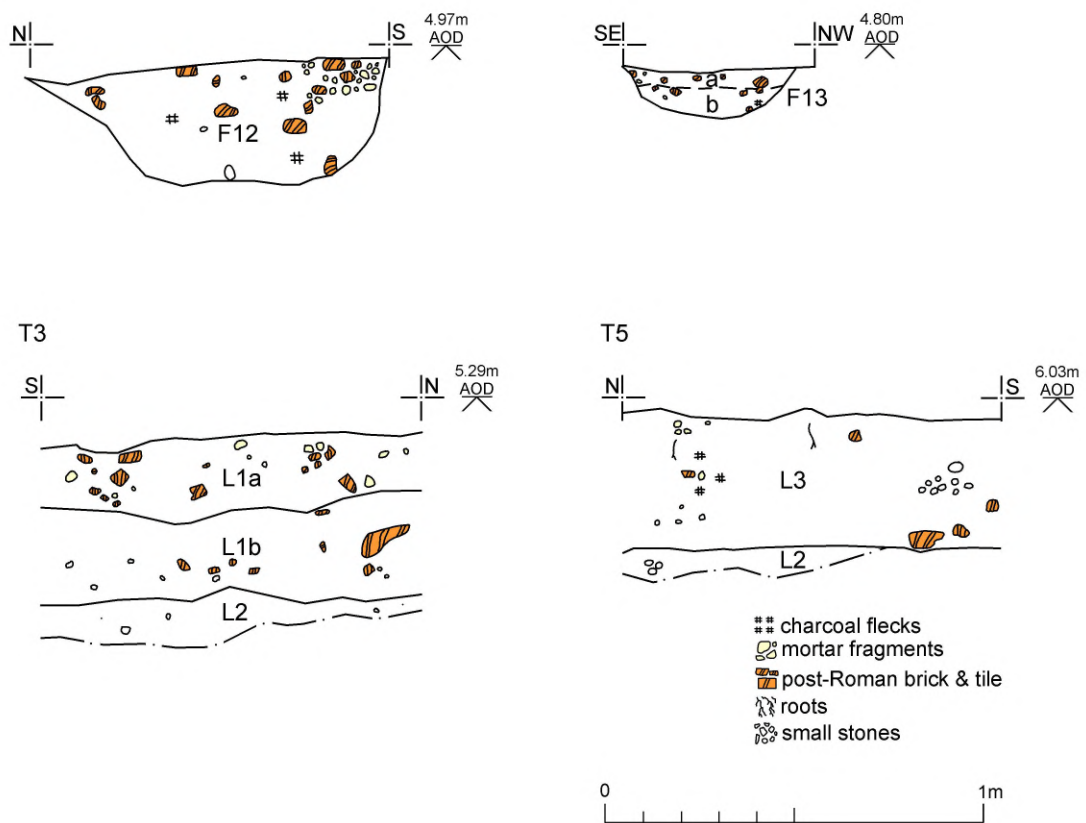 N S 4.97m
AOD
F12
SE NW 4.80m
AOD
a
b
F13
T3
S N 5.29m
AOD
L1a
L1b
L2
T5
N S 6.03m
AOD
L3
L2
charcoal flecks
mortar fragments
post-Roman brick & tile
roots
small stones
0 1m